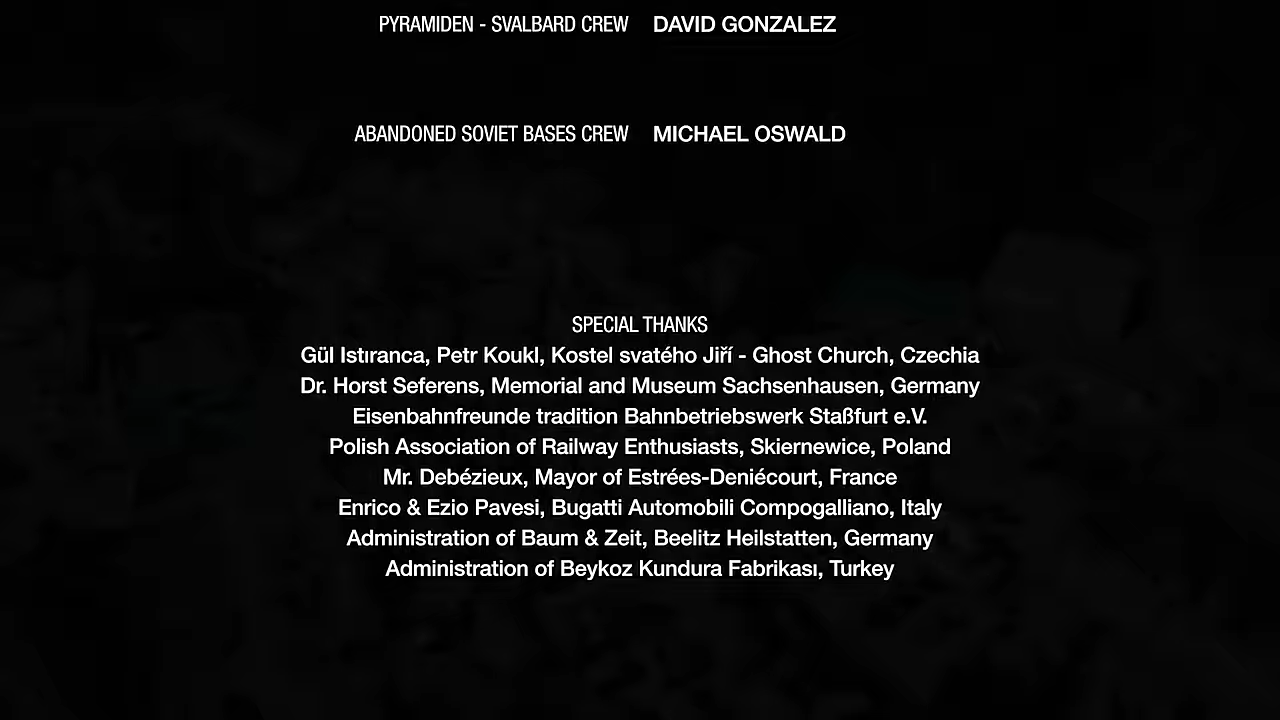 PYRAMIDEN - SVALBARD CREW DAVID GONZALEZ
ABANDONED SOVIET BASES CREW MICHAEL OSWALD
SPECIAL THANKS
Gül Istıranca, Petr Koukl, Kostel svatého Jiří - Ghost Church, Czechia
Dr. Horst Seferens, Memorial and Museum Sachsenhausen, Germany
Eisenbahnfreunde tradition Bahnbetriebswerk Staßfurt e.V.
Polish Association of Railway Enthusiasts, Skiernewice, Poland
Mr. Debézieux, Mayor of Estrées-Deniécourt, France
Enrico & Ezio Pavesi, Bugatti Automobili Compogalliano, Italy
Administration of Baum & Zeit, Beelitz Heilstatten, Germany
Administration of Beykoz Kundura Fabrikası, Turkey